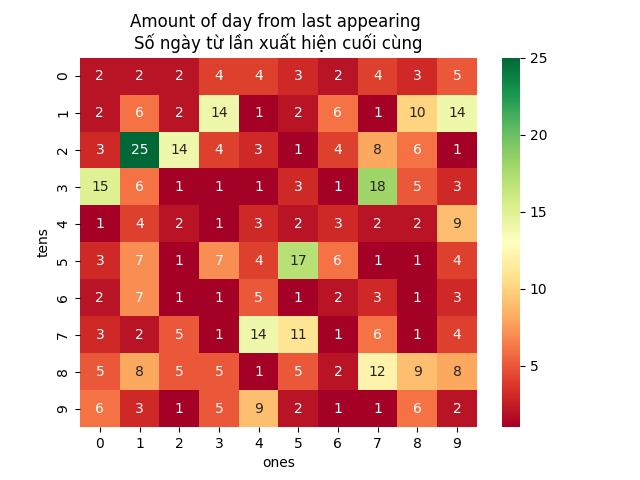 Amount of day from last appearing
Số ngày từ lần xuất hiện cuối cùng
0 2 2 2 4 4 3 2 4 3 5
1 2 6 2 14 1 2 6 1 10 14
2 3 25 14 4 3 1 4 8 6 1
3 15 6 1 1 1 3 1 18 5 3
4 1 4 2 1 3 2 3 2 2 9
5 3 7 1 7 4 17 6 1 1 4
6 2 7 1 1 5 1 2 3 1 3
7 3 2 5 1 14 11 1 6 1 4
8 5 8 5 5 1 5 2 12 9 8
9 6 3 1 5 9 2 1 1 6 2
0 1 2 3 4 5 6 7 8 9
ones
tens
25
20
15
10
5